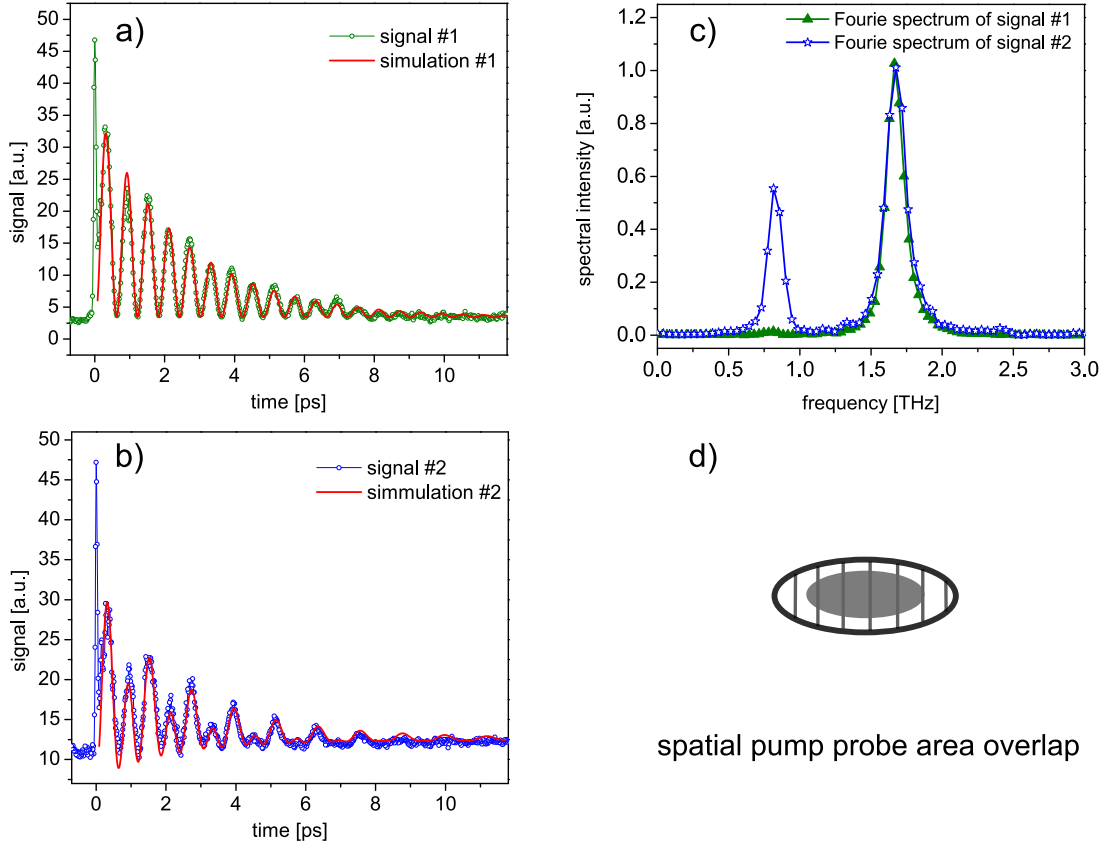 a)
signal #1
simulation #1
50
45
40
35
30
25
20
15
10
5
0
signal [a.u.]
0 2 4 6 8 10
time [ps]
b)
signal #2
simmulation #2
50
45
40
35
30
25
20
15
10
signal [a.u.]
0 2 4 6 8 10
time [ps]
c)
Fourie spectrum of signal #1
Fourie spectrum of signal #2
1.2
1.0
0.8
0.6
0.4
0.2
0.0
spectral intensity [a.u.]
0.0 0.5 1.0 1.5 2.0 2.5 3.0
frequency [THz]
d)
spatial pump probe area overlap